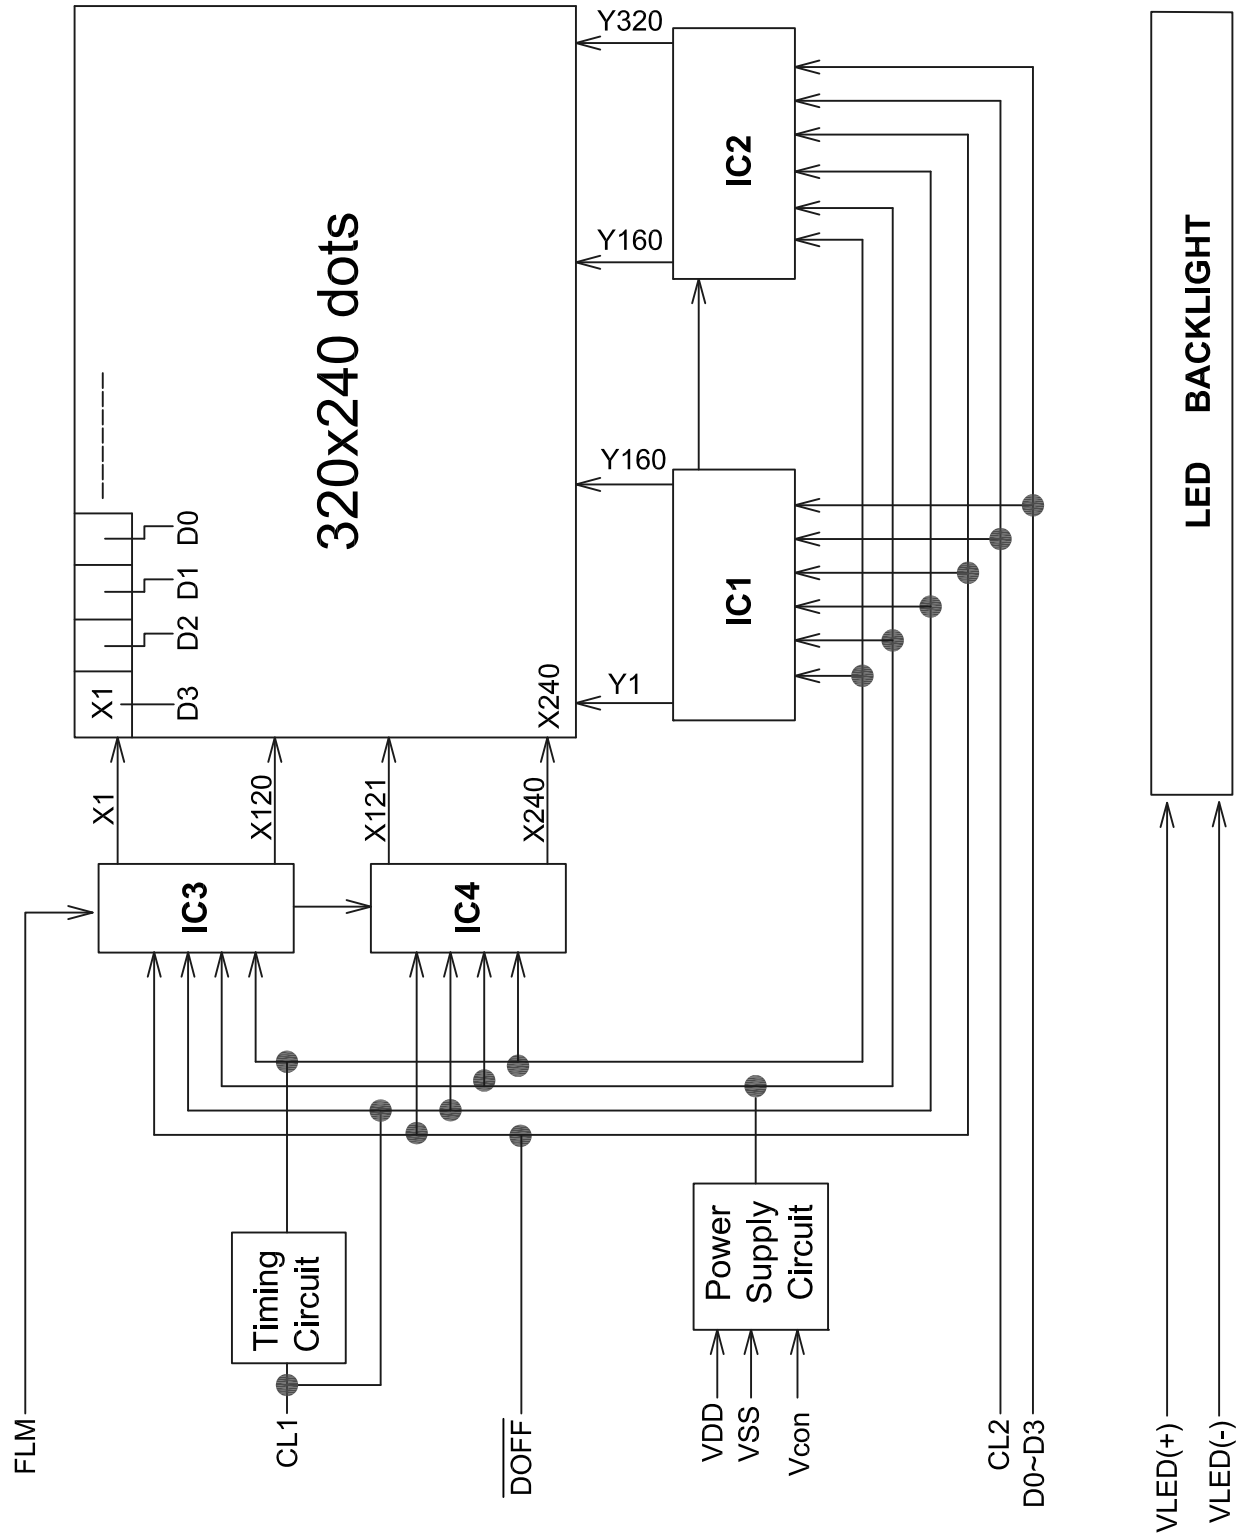 FLM
CL1
DOFF
VDD
VSS
Vcon
CL2
D0~D3
VLED(+)
VLED(-)
Timing
Circuit
Power
Supply
Circuit
IC3
IC4
X1
X120
X121
X240
X1
D3
D2
D1
D0
X240
320x240 dots
Y1
Y160
Y160
Y320
IC1
IC2
LED BACKLIGHT